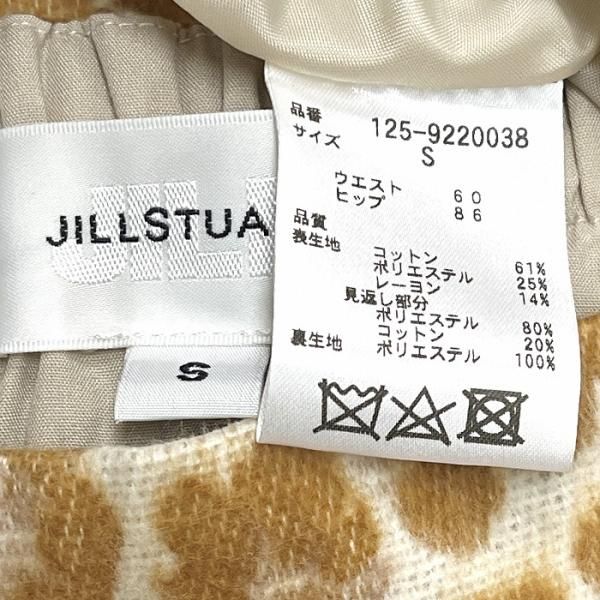 JILLSTUA
S
品番 125-9220038
サイズ S
ウエスト 60
ヒップ 86
品質
表生地 コットン 61%
ポリエステル 25%
レーヨン 14%
見返し部分
ポリエステル 80%
コットン 20%
裏生地 ポリエステル 100%